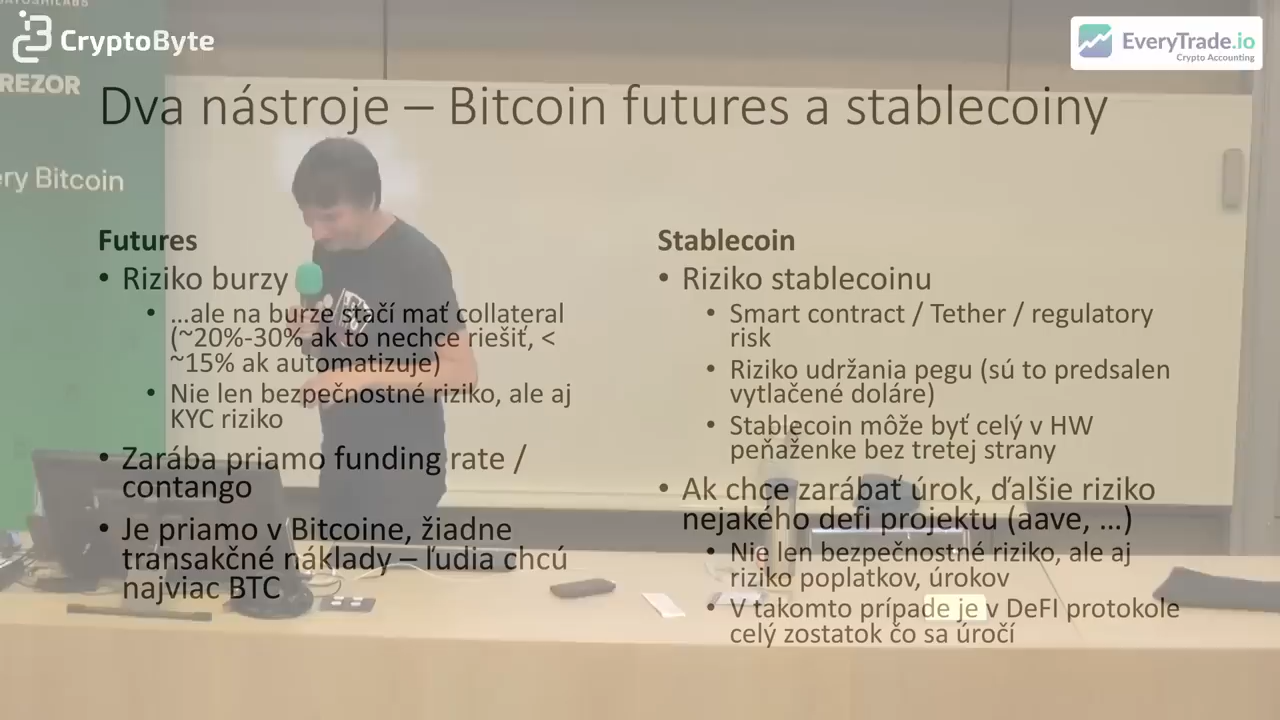 SATOSHILABS
CryptoByte
TREZOR
ery Bitcoin
EveryTrade.io
Crypto Accounting
Dva nástroje – Bitcoin futures a stablecoiny
Futures
• Riziko burzy
• ...ale na burze stačí mať collateral
(~20%-30% ak to nechce riešiť, <
~15% ak automatizuje)
• Nie len bezpečnostné riziko, ale aj
KYC riziko
• Zarába priamo funding rate /
contango
• Je priamo v Bitcoine, žiadne
transakčné náklady – ľudia chcú
najviac BTC
Stablecoin
• Riziko stablecoinu
• Smart contract / Tether / regulatory
risk
• Riziko udržania pegu (sú to predsalen
vytlačené doláre)
• Stablecoin môže byť celý v HW
peňaženke bez tretej strany
• Ak chce zarábať úrok, ďalšie riziko
nejakého defi projektu (aave, ...)
• Nie len bezpečnostné riziko, ale aj
riziko poplatkov, úrokov
• V takomto prípade je v DeFI protokole
celý zostatok čo sa úročí